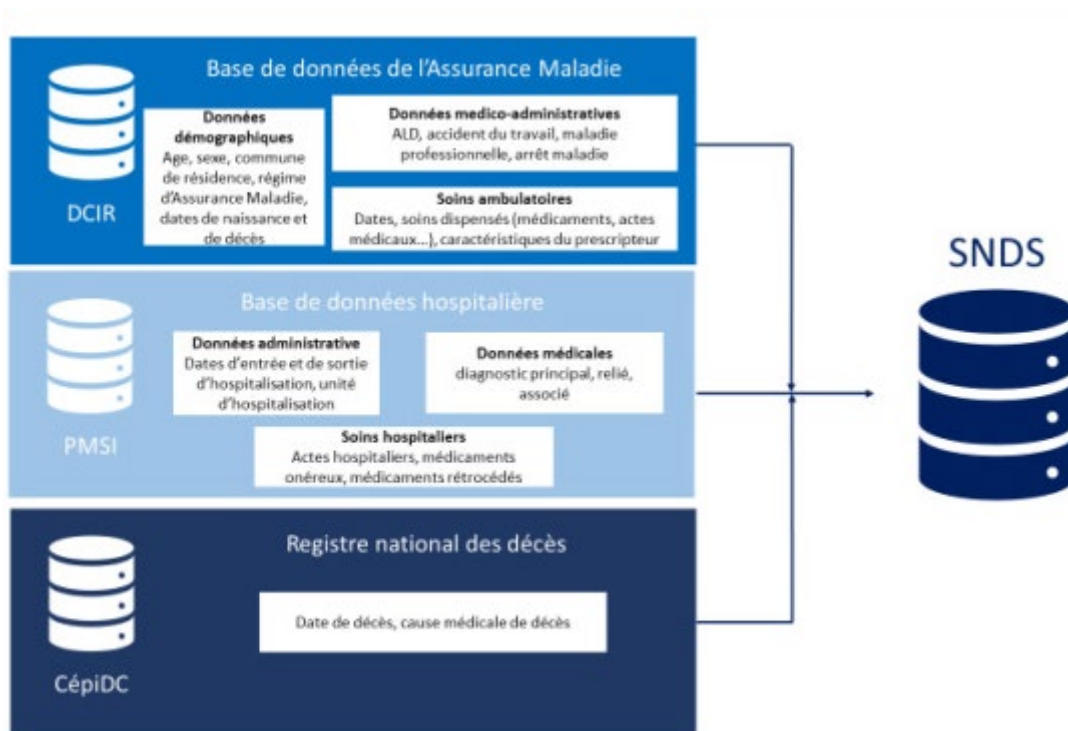 Base de données de l'Assurance Maladie
Données
démographiques
Age, sexe, commune
de résidence, régime
d'Assurance Maladie,
dates de naissance et
de décès
Données medico-administratives
ALD, accident du travail, maladie
professionnelle, arrêt maladie
Soins ambulatoires
Dates, soins dispensés (médicaments, actes
médicaux...), caractéristiques du prescripteur
DCIR
Base de données hospitalière
Données administrative
Dates d'entrée et de sortie
d'hospitalisation, unité
d'hospitalisation
Données médicales
diagnostic principal, relié,
associé
Soins hospitaliers
Actes hospitaliers, médicaments
onéreux, médicaments rétrocédés
PMSI
Registre national des décès
Date de décès, cause médicale de décès
CépiDC
SNDS